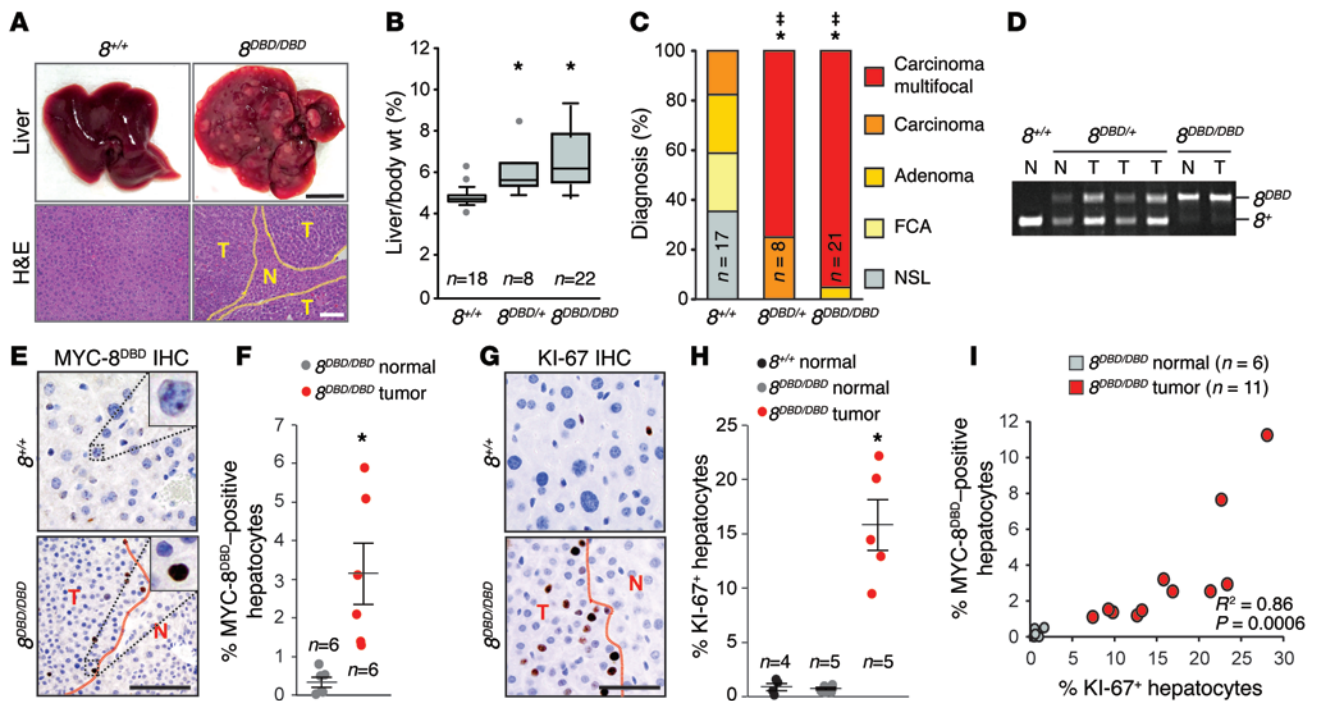 A
8+/+
8DBD/DBD
Liver
H&E
T
T
N
T
B
Liver/body wt (%)
12
10
8
6
4
2
0
*
*
n=18
n=8
n=22
8+/+
8DBD/+
8DBD/DBD
C
‡
*
‡
*
Diagnosis (%)
100
80
60
40
20
0
n = 17
n = 8
n = 21
8+/+
8DBD/+
8DBD/DBD
Carcinoma
multifocal
Carcinoma
Adenoma
FCA
NSL
D
8+/+
8DBD/+
8DBD/DBD
N N T T T N T
8DBD
8+
E
MYC-8DBD IHC
8+/+
8DBD/DBD
T
N
F
8DBD/DBD normal
8DBD/DBD tumor
% MYC-8DBD–positive
hepatocytes
7
6
5
4
3
2
1
0
*
n=6
n=6
G
KI-67 IHC
8+/+
8DBD/DBD
T
N
H
8+/+ normal
8DBD/DBD normal
8DBD/DBD tumor
% KI-67+ hepatocytes
25
20
15
10
5
0
*
n=4
n=5
n=5
I
8DBD/DBD normal (n = 6)
8DBD/DBD tumor (n = 11)
% MYC-8DBD–positive
hepatocytes
12
10
8
6
4
2
0
R2 = 0.86
P = 0.0006
0 5 10 15 20 25 30
% KI-67+ hepatocytes